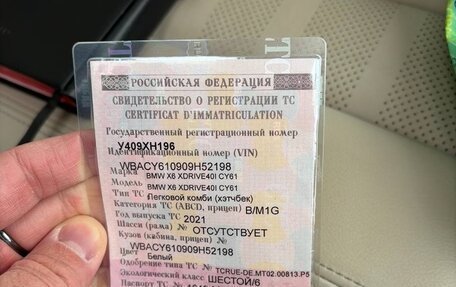 ТС
РОССИЙСКАЯ ФЕДЕРАЦИЯ
СВИДЕТЕЛЬСТВО О РЕГИСТРАЦИИ ТС
CERTIFICAT D'IMMATRICULATION
Государственный регистрационный номер
У409ХН196
Идентификационный номер (VIN)
WBACY610909H52198
Марка BMW X6 XDRIVE40I CY61
Модель BMW X6 XDRIVE40I CY61
Тип ТС Легковой комби (хэтчбек)
Категория ТС (ABCD, прицеп) B/M1G
Год выпуска ТС 2021
Шасси (рама) № ОТСУТСТВУЕТ
Кузов (кабина, прицеп) №
WBACY610909H52198
Цвет Белый
Одобрение типа ТС № TCRUE-DE.MT02.00813.P5
Экологический класс ШЕСТОЙ/6
Паспорт ТС №